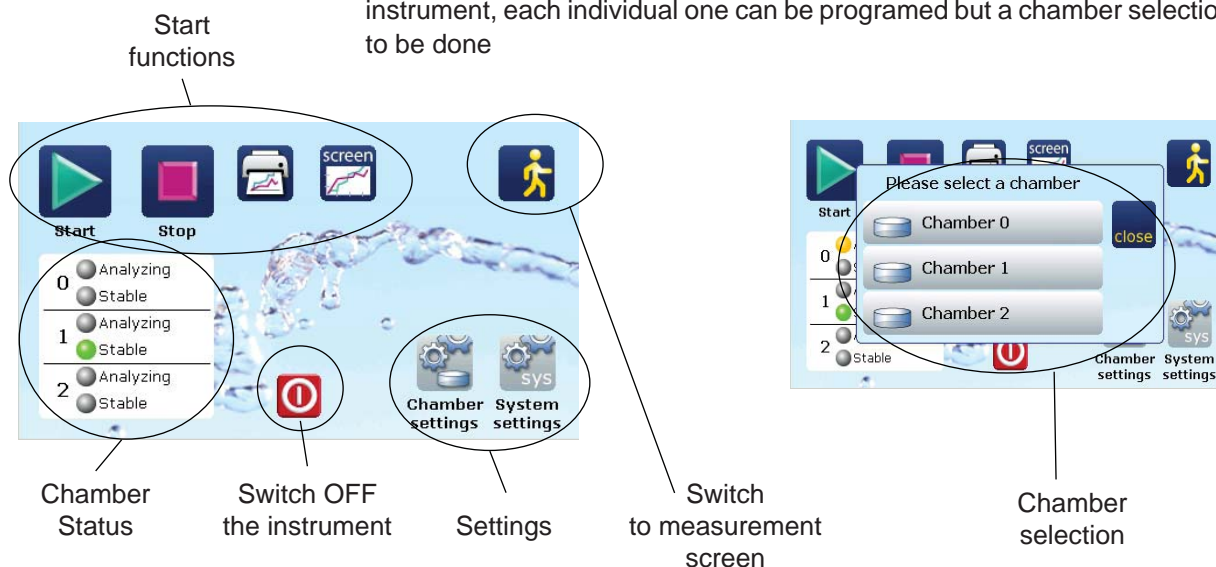 instrument, each individual one can be programed but a chamber selectio
to be done
Start
functions
screen
Start
Stop
0
Analyzing
Stable
1
Analyzing
Stable
2
Analyzing
Stable
sys
Chamber
settings
System
settings
Chamber
Status
Switch OFF
the instrument
Settings
Switch
to measurement
screen
screen
Please select a chamber
Start
Chamber 0
close
Chamber 1
Chamber 2
0
1
2
Stable
sys
Chamber
settings
System
settings
Chamber
selection